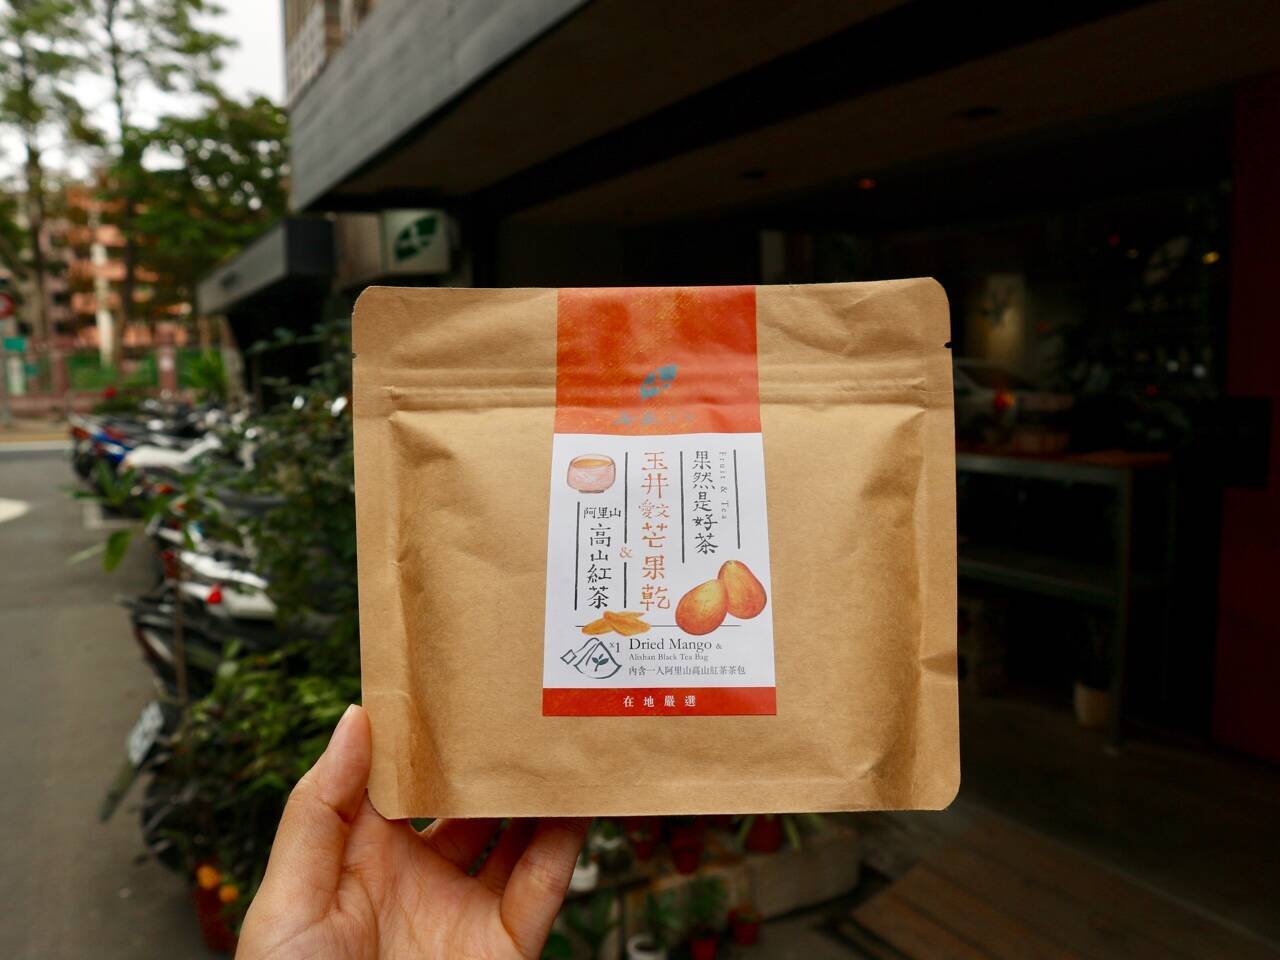 果然是好茶
Fruit & Tea
玉井愛文芒果乾
&
阿里山
高山紅茶
x1
Dried Mango &
Alishan Black Tea Bag
內含一入阿里山高山紅茶茶包
在地嚴選